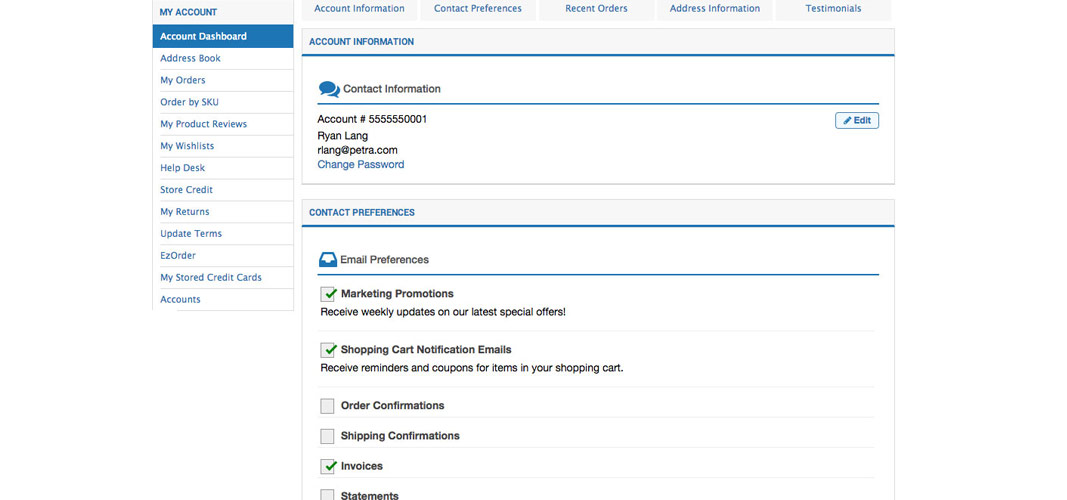 MY ACCOUNT
Account Dashboard
Address Book
My Orders
Order by SKU
My Product Reviews
My Wishlists
Help Desk
Store Credit
My Returns
Update Terms
EzOrder
My Stored Credit Cards
Accounts
Account Information Contact Preferences Recent Orders Address Information Testimonials
ACCOUNT INFORMATION
Contact Information
Account # 5555550001
Edit
Ryan Lang
rlang@petra.com
Change Password
CONTACT PREFERENCES
Email Preferences
Marketing Promotions
Receive weekly updates on our latest special offers!
Shopping Cart Notification Emails
Receive reminders and coupons for items in your shopping cart.
Order Confirmations
Shipping Confirmations
Invoices
Statements